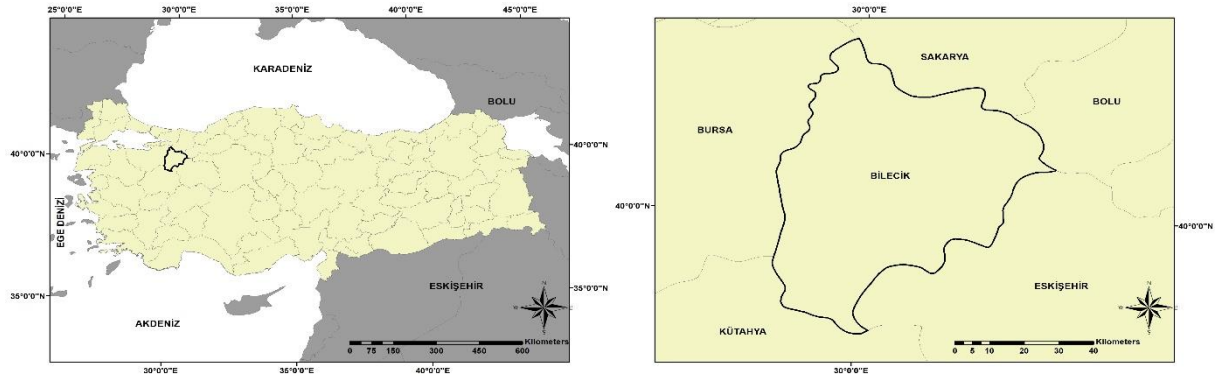 25°0'0"E 30°0'0"E 35°0'0"E 40°0'0"E 45°0'0"E
KARADENİZ
BOLU
40°0'0"N
40°0'0"N
EGE DENİZİ
ESKİŞEHİR
35°0'0"N
35°0'0"N
AKDENİZ
Kilometers
0 75 150 300 450 600
30°0'0"E 35°0'0"E 40°0'0"E
30°0'0"E
SAKARYA
BOLU
BURSA
BİLECİK
40°0'0"N
40°0'0"N
ESKİŞEHİR
KÜTAHYA
Kilometers
0 5 10 20 30 40
30°0'0"E